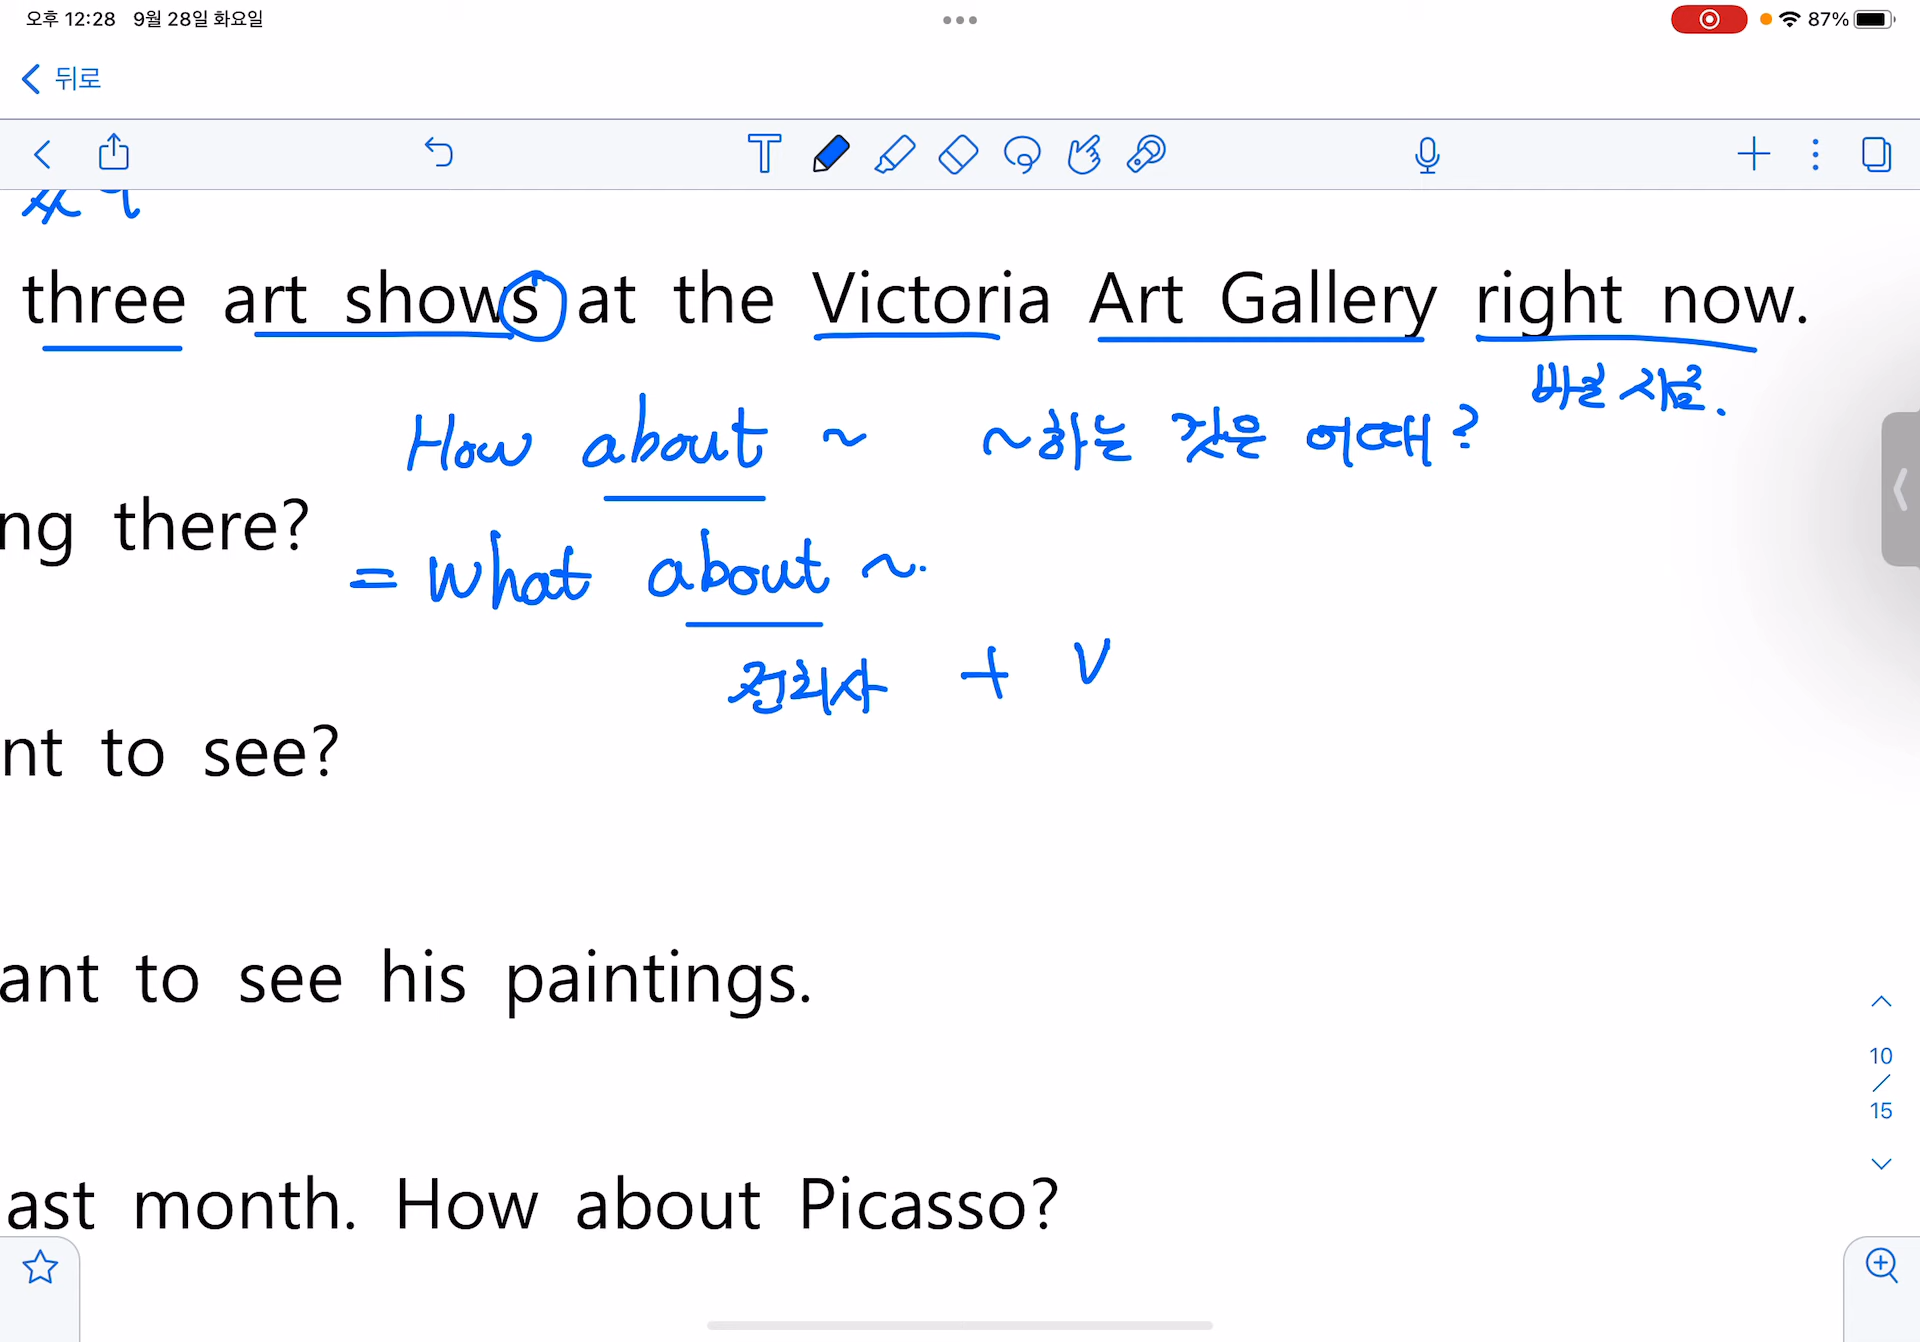 오후 12:28 9월 28일 화요일
87%
뒤로
three art shows at the Victoria Art Gallery right now.
바로 지금.
How about ~ ~하는 것은 어때?
ng there?
= What about ~.
전치사 + V
nt to see?
ant to see his paintings.
10
/
15
ast month. How about Picasso?